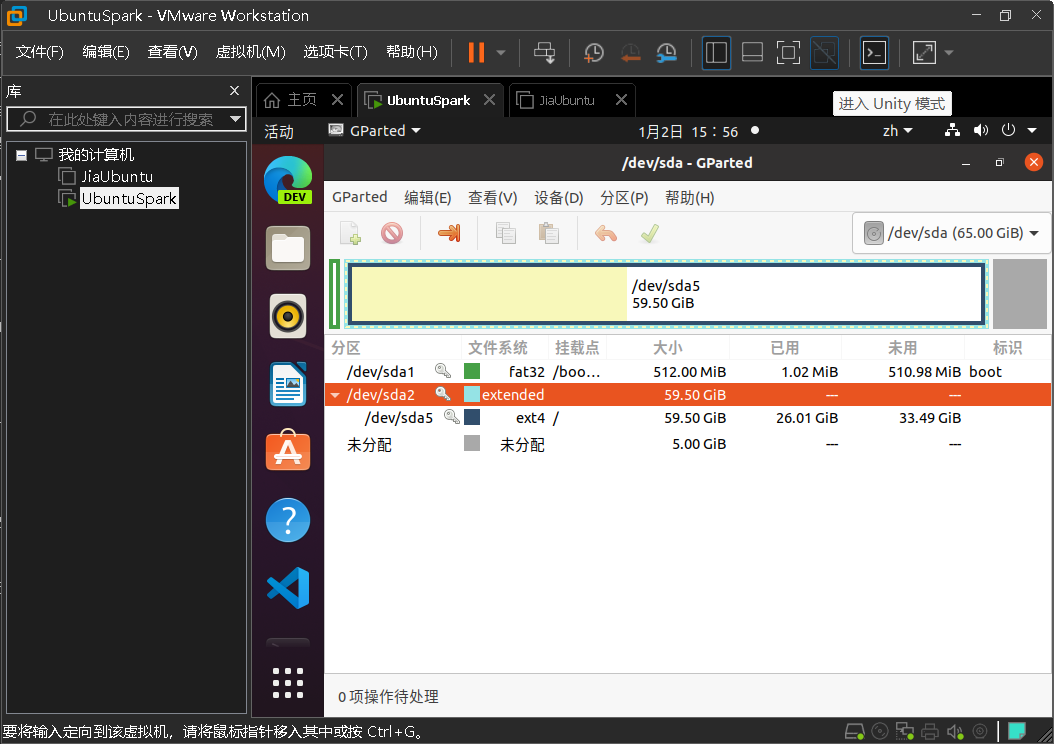 UbuntuSpark - VMware Workstation
文件(F) 编辑(E) 查看(V) 虚拟机(M) 选项卡(T) 帮助(H)
库
在此处键入内容进行搜索
我的计算机
JiaUbuntu
UbuntuSpark
主页 UbuntuSpark JiaUbuntu
进入 Unity 模式
活动 GParted 1月2日 15：56 zh
/dev/sda - GParted
GParted 编辑(E) 查看(V) 设备(D) 分区(P) 帮助(H)
/dev/sda (65.00 GiB)
/dev/sda5
59.50 GiB
分区 文件系统 挂载点 大小 已用 未用 标识
/dev/sda1 fat32 /boo... 512.00 MiB 1.02 MiB 510.98 MiB boot
/dev/sda2 extended 59.50 GiB --- ---
/dev/sda5 ext4 / 59.50 GiB 26.01 GiB 33.49 GiB
未分配 未分配 5.00 GiB --- ---
DEV
0 项操作待处理
要将输入定向到该虚拟机，请将鼠标指针移入其中或按 Ctrl+G。